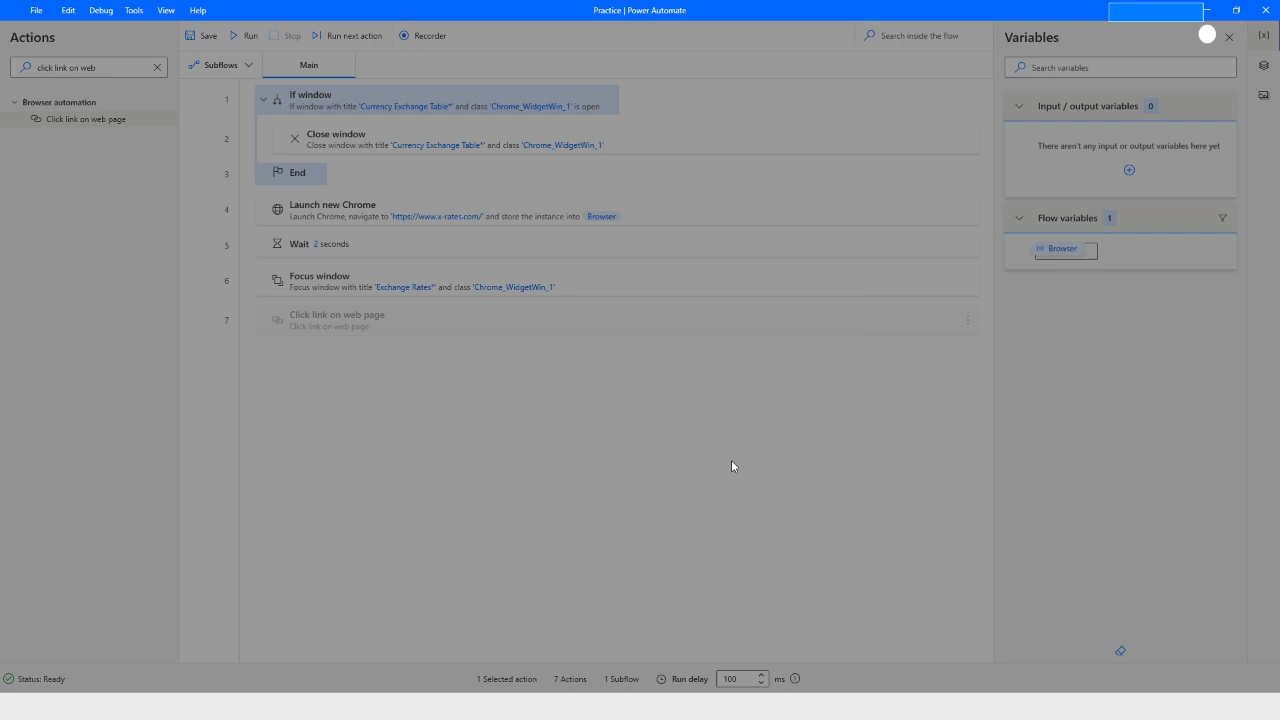 File Edit Debug Tools View Help
Practice | Power Automate
Actions
click link on web
Browser automation
Click link on web page
Save Run Stop Run next action Recorder
Search inside the flow
Subflows Main
1 If window
If window with title 'Currency Exchange Table*' and class 'Chrome_WidgetWin_1' is open
2 Close window
Close window with title 'Currency Exchange Table*' and class 'Chrome_WidgetWin_1'
3 End
4 Launch new Chrome
Launch Chrome, navigate to 'https://www.x-rates.com/' and store the instance into Browser
5 Wait 2 seconds
6 Focus window
Focus window with title 'Exchange Rates*' and class 'Chrome_WidgetWin_1'
7 Click link on web page
Click link on web page
Variables
{x}
Search variables
Input / output variables 0
There aren't any input or output variables here yet
Flow variables 1
Browser
Status: Ready 1 Selected action 7 Actions 1 Subflow Run delay 100 ms